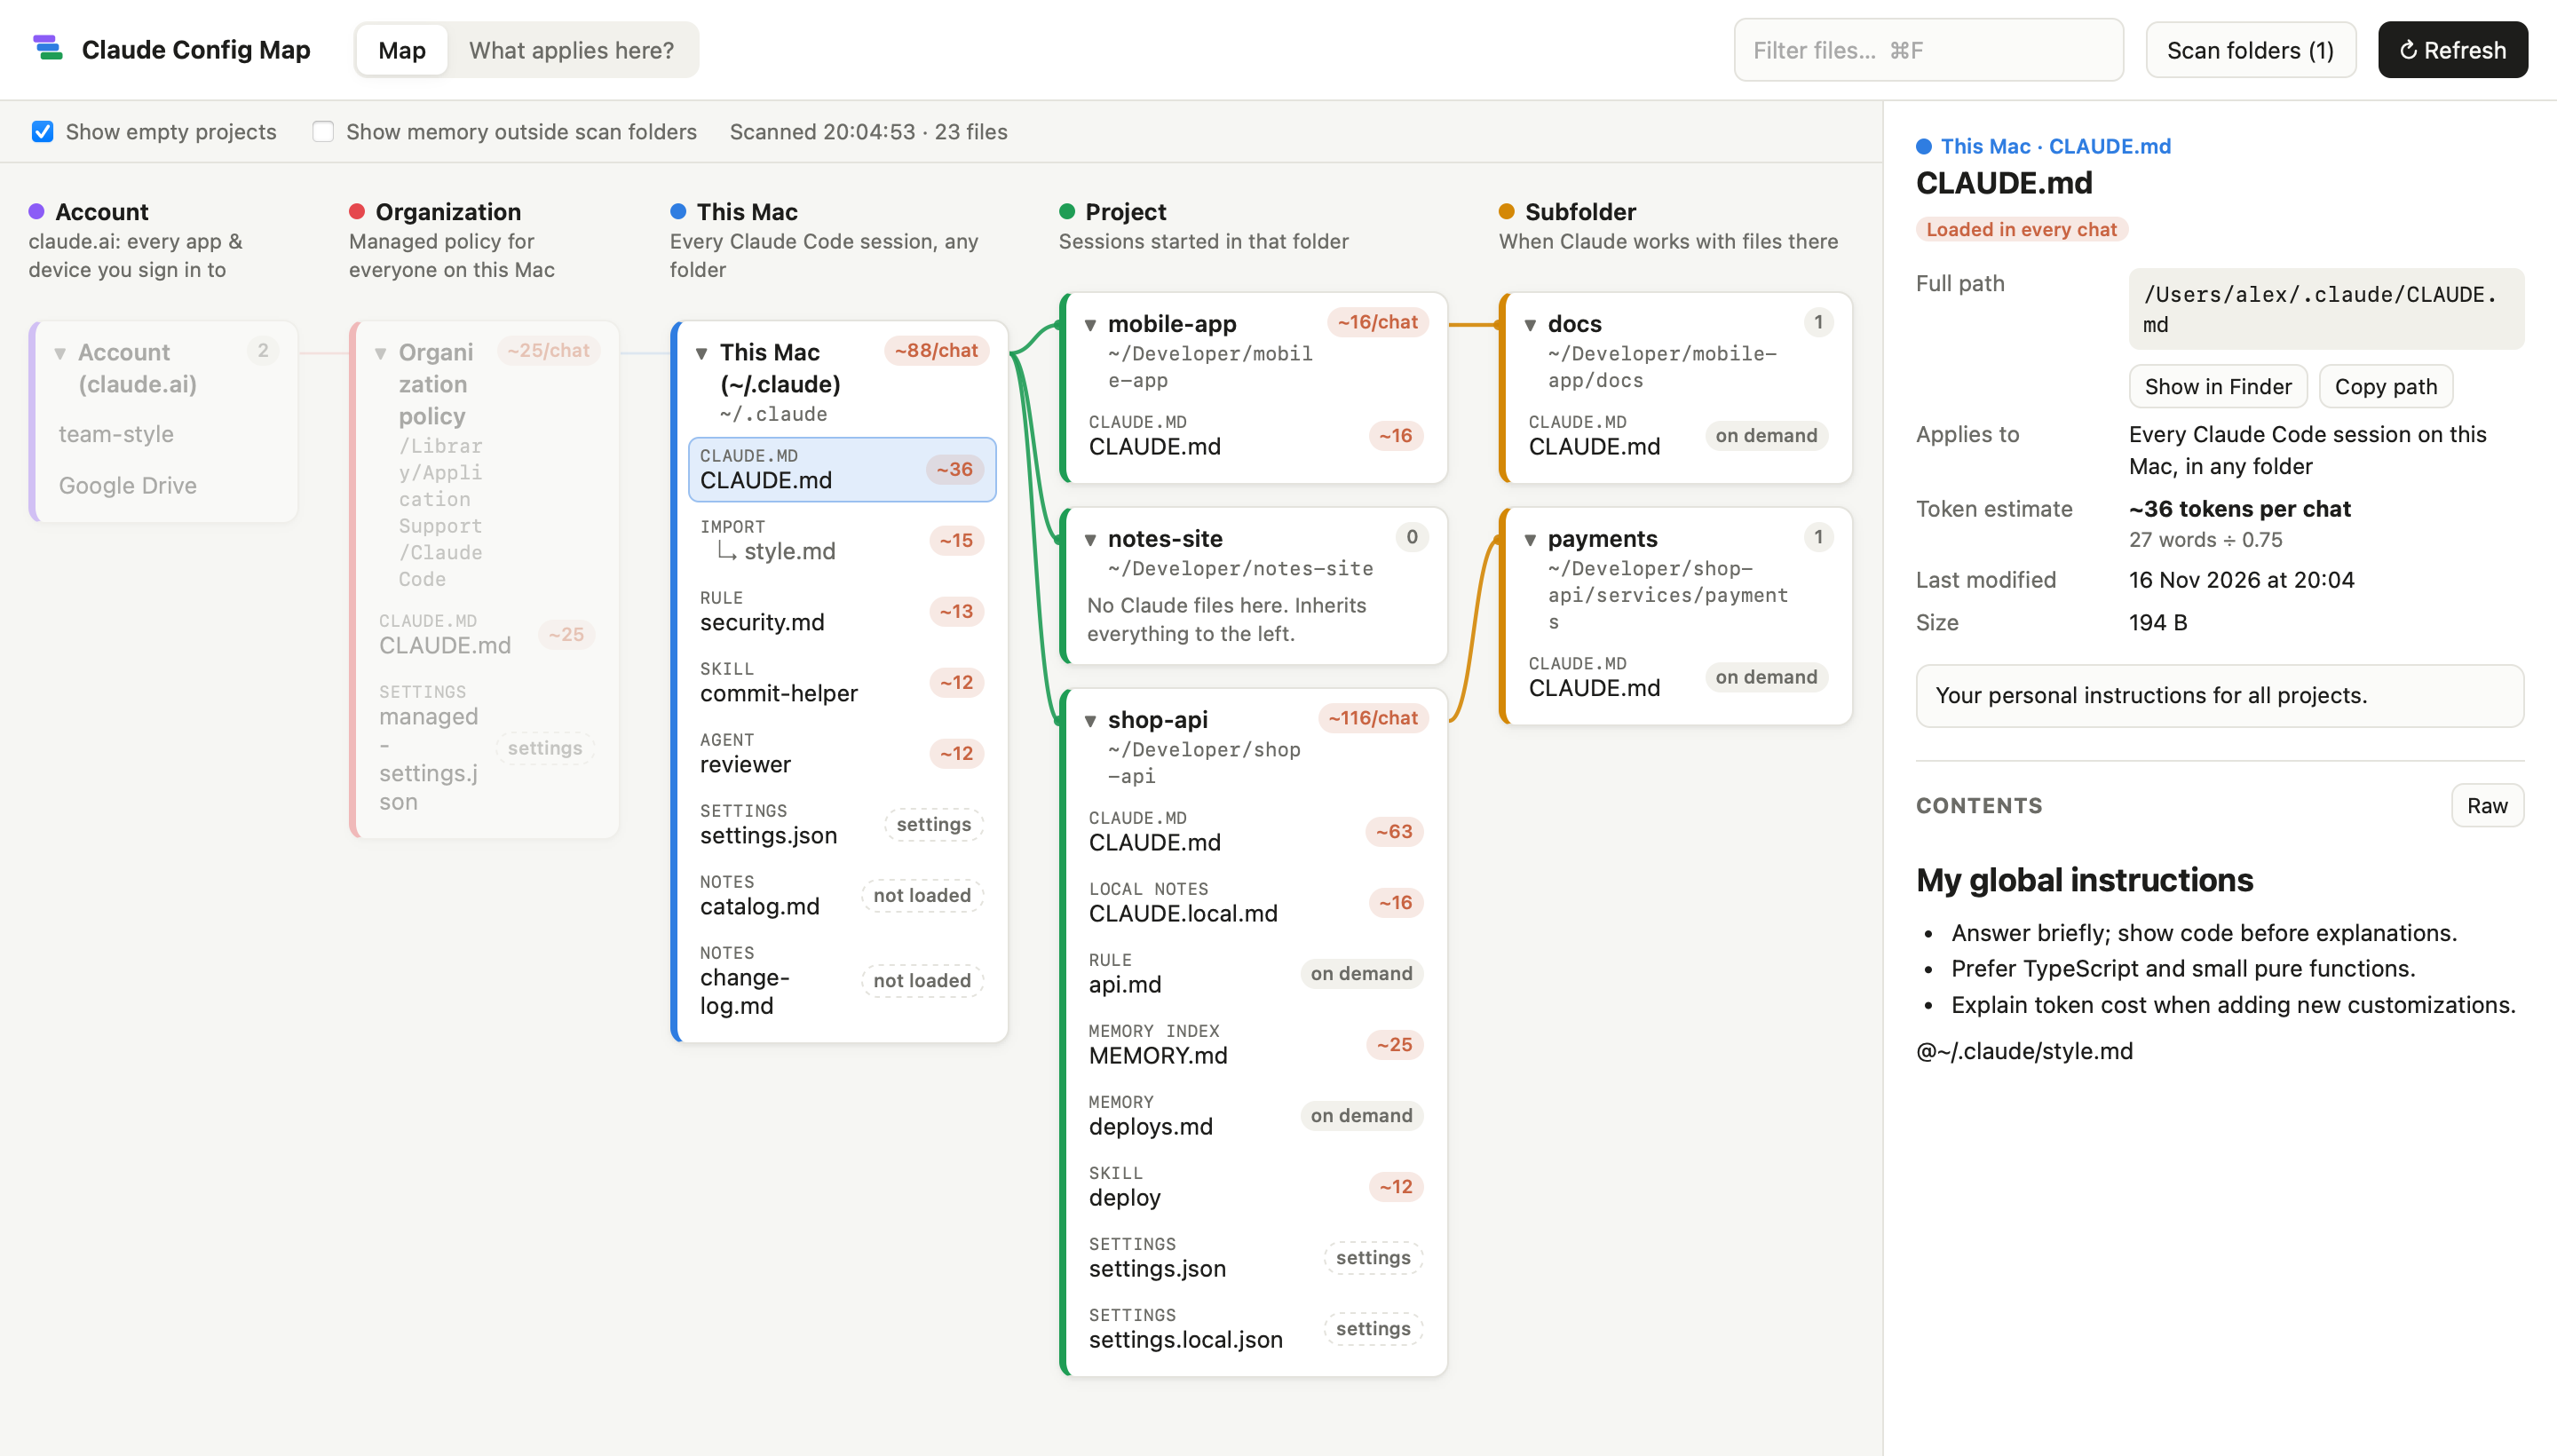 Claude Config Map
Map
What applies here?
Filter files... ⌘F
Scan folders (1)
↻ Refresh
Show empty projects
Show memory outside scan folders
Scanned 20:04:53 · 23 files
Account
claude.ai: every app &
device you sign in to
Account
(claude.ai)
2
team-style
Google Drive
Organization
Managed policy for
everyone on this Mac
Organi
zation
policy
~25/chat
/Librar
y/Appli
cation
Support
/Claude
Code
CLAUDE.MD
CLAUDE.md
~25
SETTINGS
managed
-
settings.j
son
settings
This Mac
Every Claude Code session, any
folder
This Mac
(~/.claude)
~88/chat
~/.claude
CLAUDE.MD
CLAUDE.md
~36
IMPORT
style.md
~15
RULE
security.md
~13
SKILL
commit-helper
~12
AGENT
reviewer
~12
SETTINGS
settings.json
settings
NOTES
catalog.md
not loaded
NOTES
change-
log.md
not loaded
Project
Sessions started in that folder
mobile-app
~16/chat
~/Developer/mobil
e-app
CLAUDE.MD
CLAUDE.md
~16
notes-site
0
~/Developer/notes-site
No Claude files here. Inherits
everything to the left.
shop-api
~116/chat
~/Developer/shop
-api
CLAUDE.MD
CLAUDE.md
~63
LOCAL NOTES
CLAUDE.local.md
~16
RULE
api.md
on demand
MEMORY INDEX
MEMORY.md
~25
MEMORY
deploys.md
on demand
SKILL
deploy
~12
SETTINGS
settings.json
settings
SETTINGS
settings.local.json
settings
Subfolder
When Claude works with files there
docs
1
~/Developer/mobile-
app/docs
CLAUDE.MD
CLAUDE.md
on demand
payments
1
~/Developer/shop-
api/services/payment
s
CLAUDE.MD
CLAUDE.md
on demand
This Mac · CLAUDE.md
CLAUDE.md
Loaded in every chat
Full path
/Users/alex/.claude/CLAUDE.
md
Show in Finder
Copy path
Applies to
Every Claude Code session on this
Mac, in any folder
Token estimate
~36 tokens per chat
27 words ÷ 0.75
Last modified
16 Nov 2026 at 20:04
Size
194 B
Your personal instructions for all projects.
CONTENTS
Raw
My global instructions
• Answer briefly; show code before explanations.
• Prefer TypeScript and small pure functions.
• Explain token cost when adding new customizations.
@~/.claude/style.md